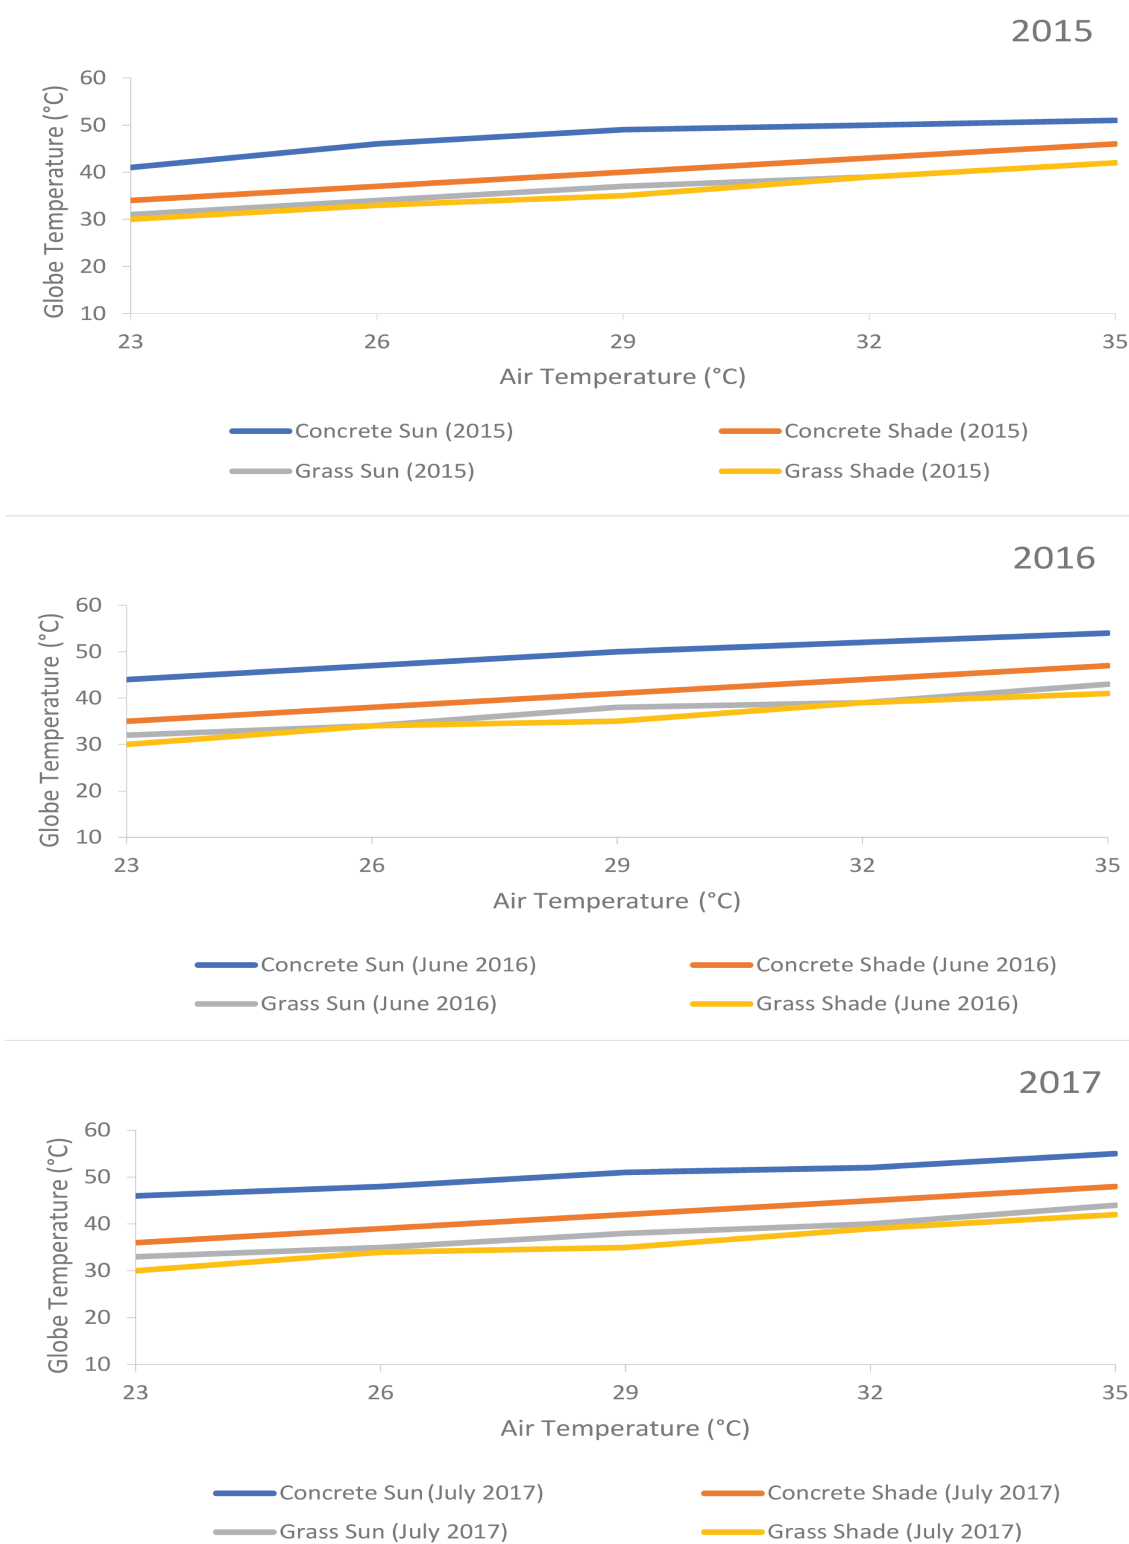 2015
60
50
40
30
20
10
Globe Temperature (°C)
23 26 29 32 35
Air Temperature (°C)
Concrete Sun (2015) Concrete Shade (2015)
Grass Sun (2015) Grass Shade (2015)
2016
60
50
40
30
20
10
Globe Temperature (°C)
23 26 29 32 35
Air Temperature (°C)
Concrete Sun (June 2016) Concrete Shade (June 2016)
Grass Sun (June 2016) Grass Shade (June 2016)
2017
60
50
40
30
20
10
Globe Temperature (°C)
23 26 29 32 35
Air Temperature (°C)
Concrete Sun (July 2017) Concrete Shade (July 2017)
Grass Sun (July 2017) Grass Shade (July 2017)